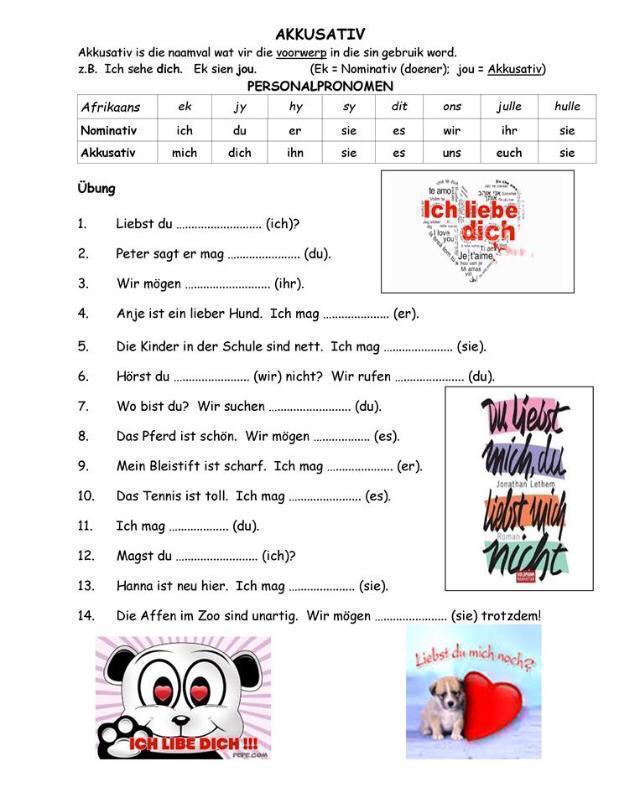 AKKUSATIV
Akkusativ is die naamval wat vir die voorwerp in die sin gebruik word.
z.B. Ich sehe dich. Ek sien jou. (Ek = Nominativ (doener); jou = Akkusativ)
PERSONALPRONOMEN
Afrikaans ek jy hy sy dit ons julle hulle
Nominativ ich du er sie es wir ihr sie
Akkusativ mich dich ihn sie es uns euch sie
Übung
1. Liebst du .......................... (ich)?
2. Peter sagt er mag ...................... (du).
3. Wir mögen .......................... (ihr).
4. Anje ist ein lieber Hund. Ich mag .................... (er).
5. Die Kinder in der Schule sind nett. Ich mag ..................... (sie).
6. Hörst du ....................... (wir) nicht? Wir rufen ..................... (du).
7. Wo bist du? Wir suchen ......................... (du).
8. Das Pferd ist schön. Wir mögen ................. (es).
9. Mein Bleistift ist scharf. Ich mag .................... (er).
10. Das Tennis ist toll. Ich mag ...................... (es).
11. Ich mag .................. (du).
12. Magst du ......................... (ich)?
13. Hanna ist neu hier. Ich mag .................... (sie).
14. Die Affen im Zoo sind unartig. Wir mögen ...................... (sie) trotzdem!
te amo
Ich liebe
dich
I love
you
Je t'aime
Du liebst
mich, du
Jonathan Lethem
liebst mich
Roman
nicht
ICH LIBE DICH !!!
Liebst du mich noch?